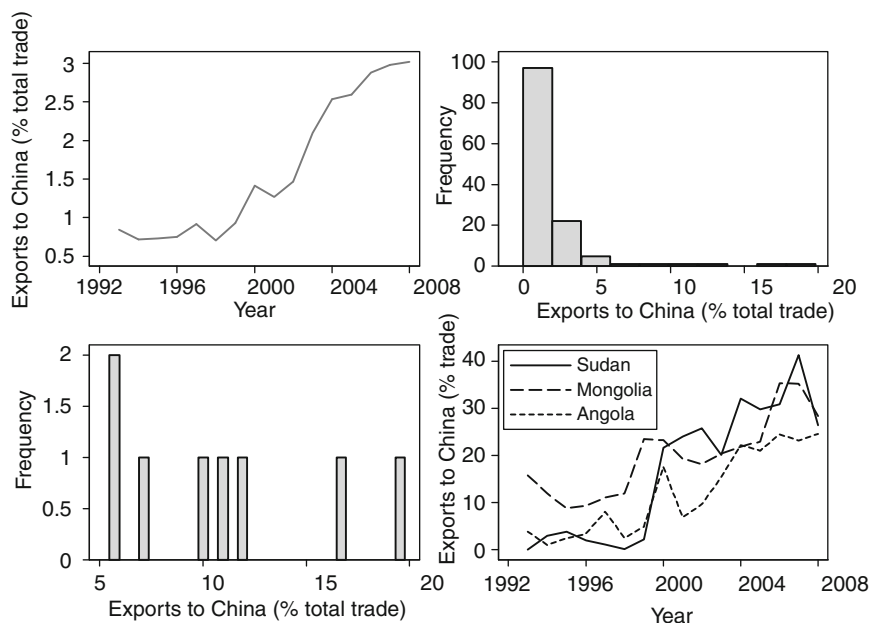 Exports to China (% total trade)
3
2.5
2
1.5
1
0.5
1992 1996 2000 2004 2008
Year
Frequency
100
80
60
40
20
0
0 5 10 15 20
Exports to China (% total trade)
Frequency
2
1.5
1
0.5
0
5 10 15 20
Exports to China (% total trade)
Exports to China (% trade)
40
30
20
10
0
Sudan
Mongolia
Angola
1992 1996 2000 2004 2008
Year